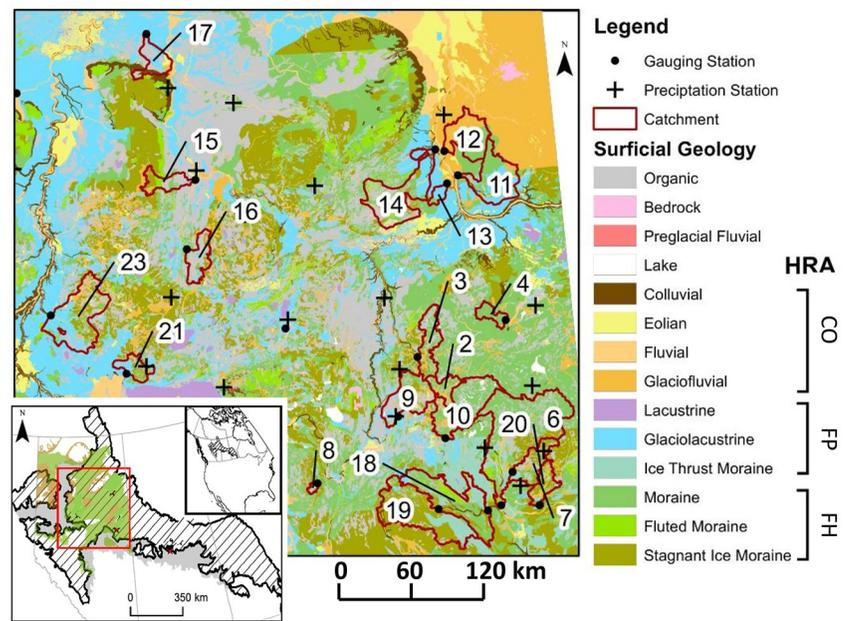 17
N
15
12
11
14
16
13
23
3
4
21
2
9
10
20
6
8
18
19
7
N
0 350 km
0 60 120 km
Legend
Gauging Station
Preciptation Station
Catchment
Surficial Geology
Organic
Bedrock
Preglacial Fluvial
Lake
HRA
Colluvial
Eolian
Fluvial
Glaciofluvial
CO
Lacustrine
Glaciolacustrine
Ice Thrust Moraine
FP
Moraine
Fluted Moraine
Stagnant Ice Moraine
FH